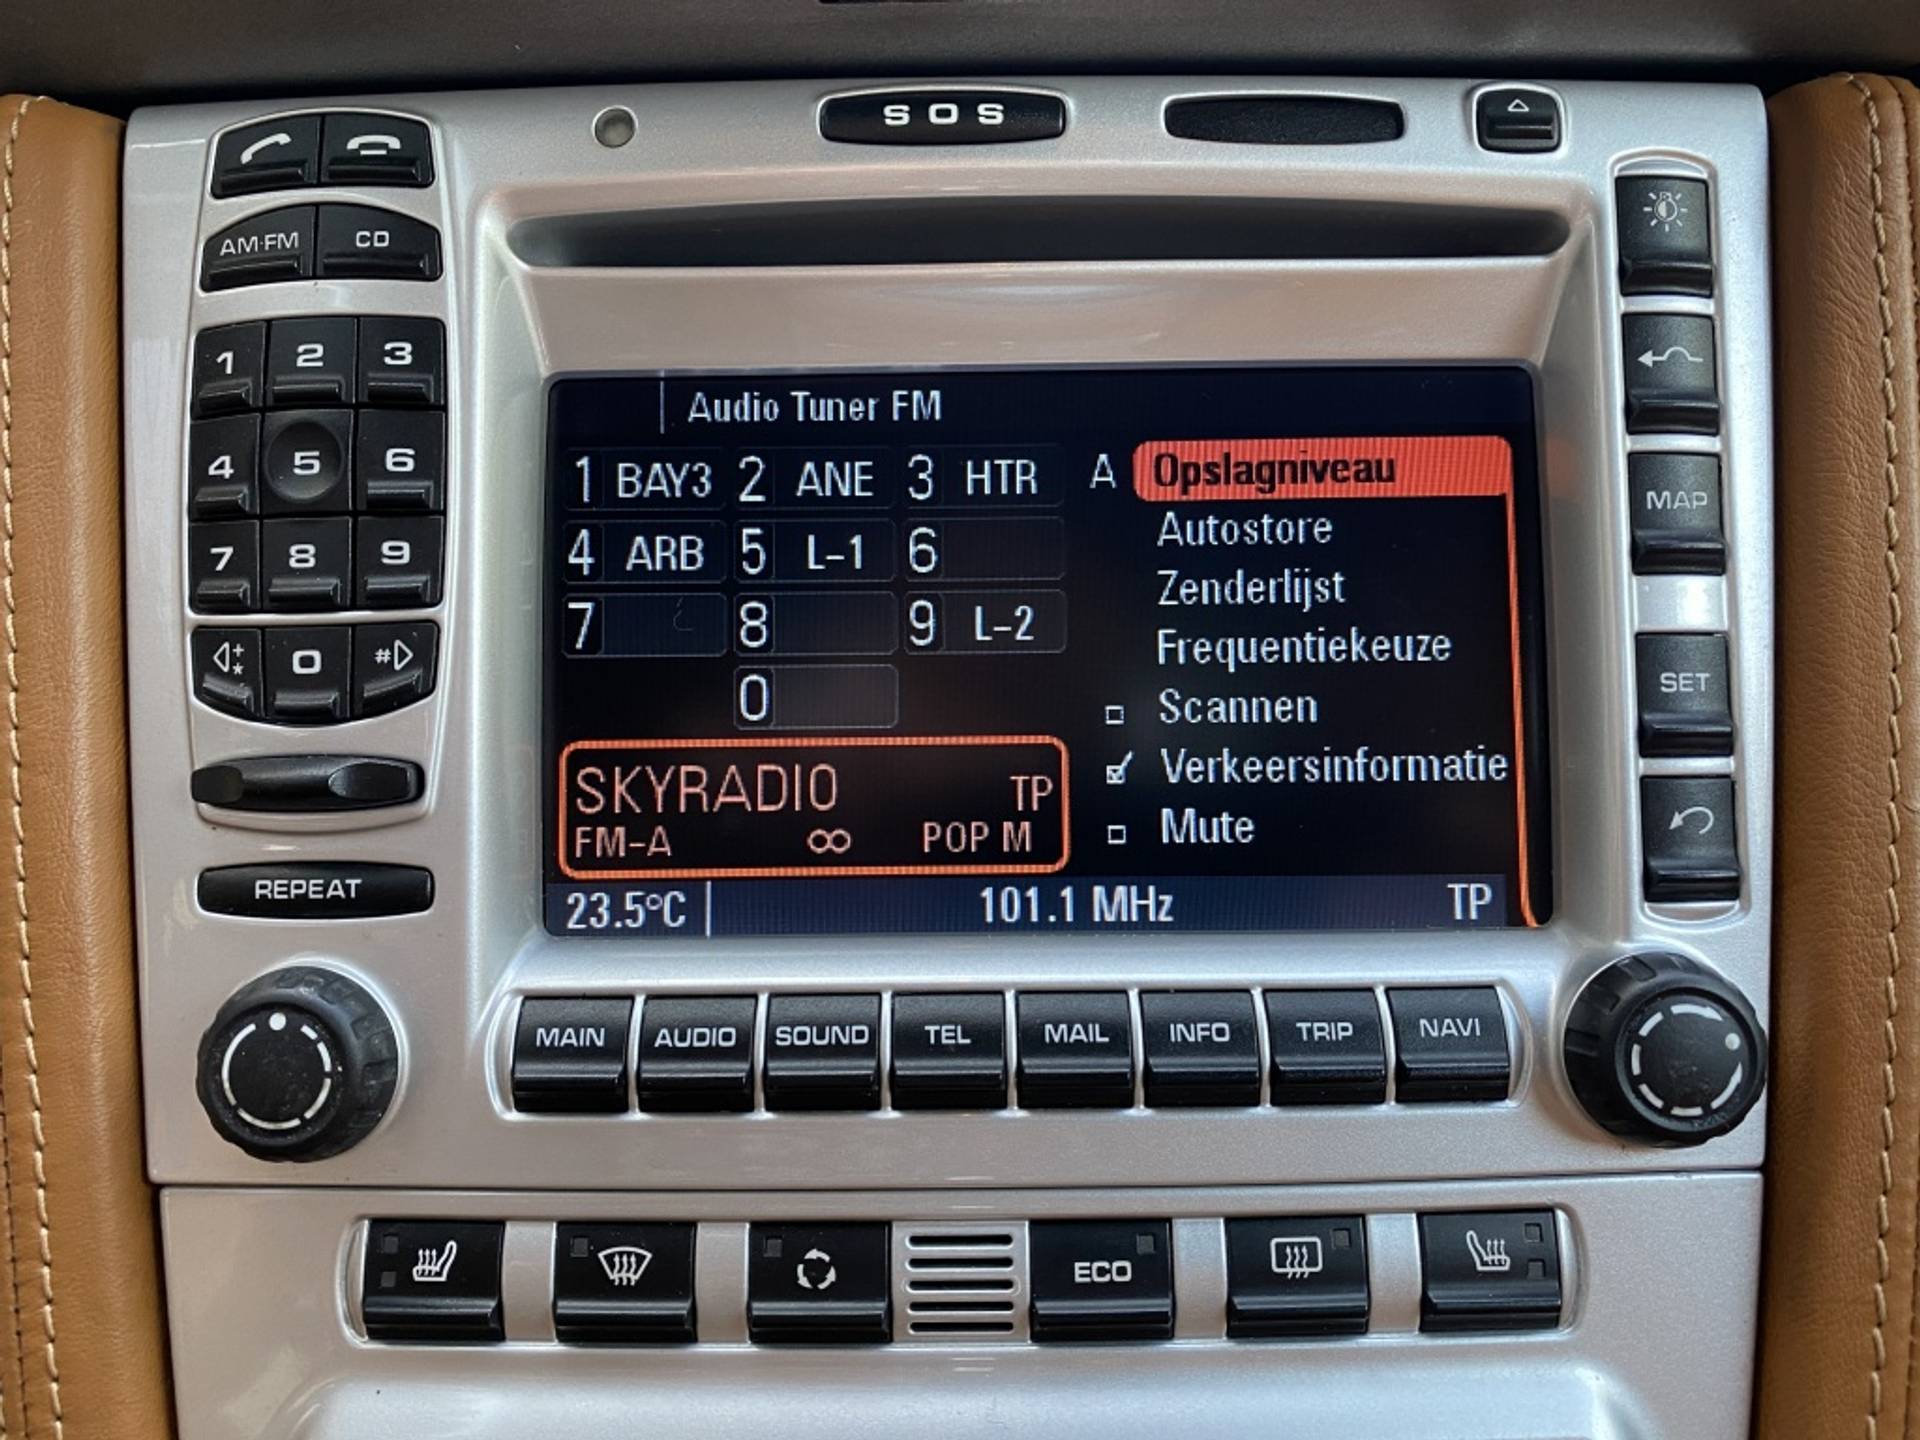 SOS
AM·FM CD
1 2 3
4 5 6
7 8 9
* 0 #
REPEAT
Audio Tuner FM
1 BAY3 2 ANE 3 HTR
4 ARB 5 L-1 6
7 8 9 L-2
0
SKYRADIO TP
FM-A ∞ POP M
A Opslagniveau
Autostore
Zenderlijst
Frequentiekeuze
Scannen
Verkeersinformatie
Mute
23.5°C 101.1 MHz TP
MAP
SET
MAIN AUDIO SOUND TEL MAIL INFO TRIP NAVI
ECO